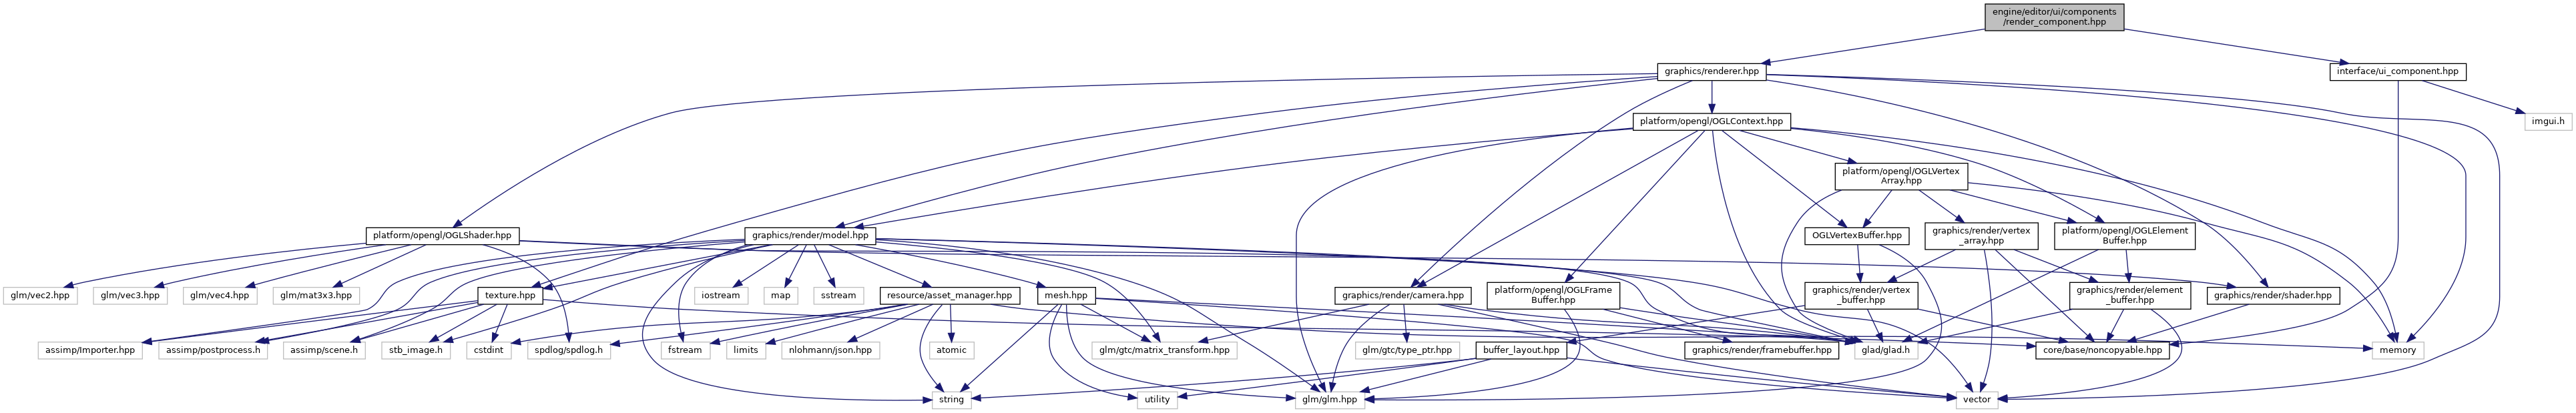 engine/editor/ui/components
/render_component.hpp
graphics/renderer.hpp
interface/ui_component.hpp
platform/opengl/OGLContext.hpp
imgui.h
platform/opengl/OGLVertex
Array.hpp
platform/opengl/OGLShader.hpp
graphics/render/model.hpp
OGLVertexBuffer.hpp
graphics/render/vertex
_array.hpp
platform/opengl/OGLElement
Buffer.hpp
glm/vec2.hpp
glm/vec3.hpp
glm/vec4.hpp
glm/mat3x3.hpp
texture.hpp
iostream
map
sstream
resource/asset_manager.hpp
mesh.hpp
graphics/render/camera.hpp
platform/opengl/OGLFrame
Buffer.hpp
graphics/render/vertex
_buffer.hpp
graphics/render/element
_buffer.hpp
graphics/render/shader.hpp
assimp/Importer.hpp
assimp/postprocess.h
assimp/scene.h
stb_image.h
cstdint
spdlog/spdlog.h
fstream
limits
nlohmann/json.hpp
atomic
glm/gtc/matrix_transform.hpp
glm/gtc/type_ptr.hpp
buffer_layout.hpp
graphics/render/framebuffer.hpp
glad/glad.h
core/base/noncopyable.hpp
memory
string
utility
glm/glm.hpp
vector